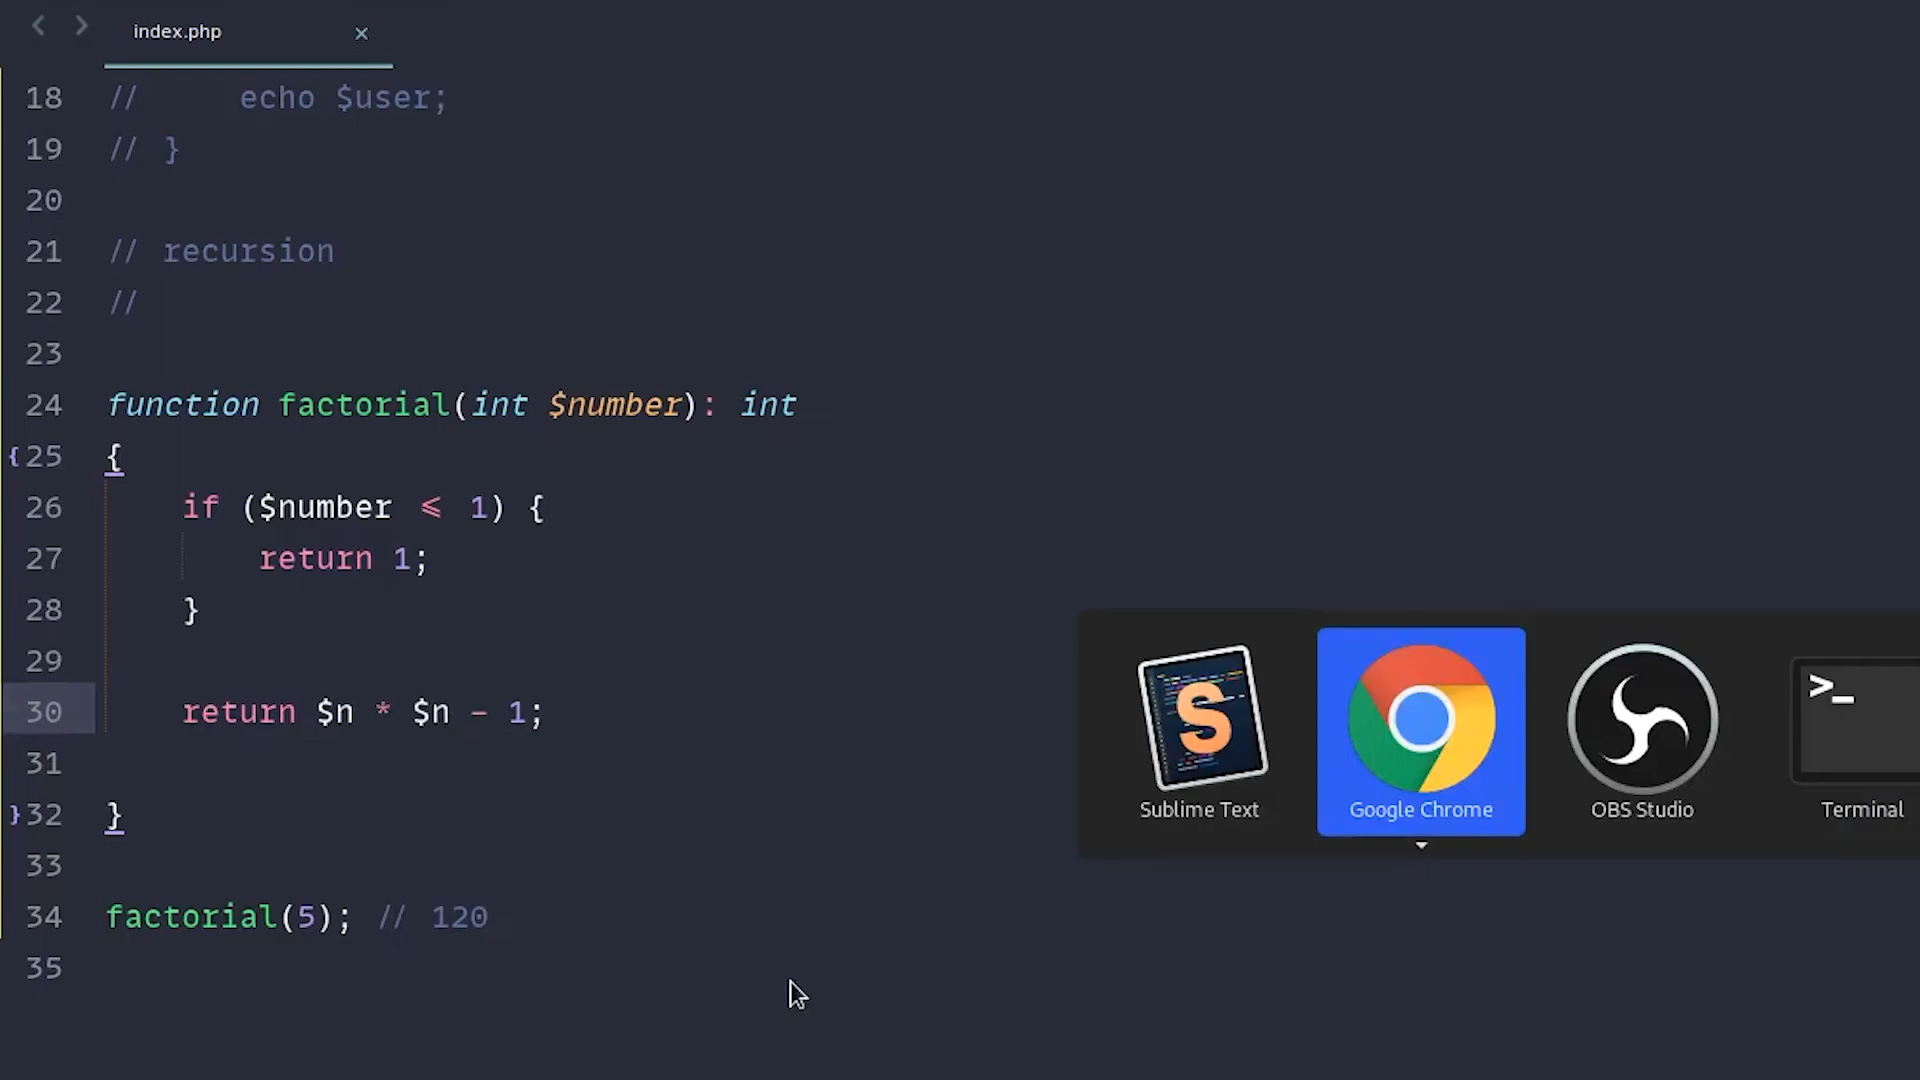 index.php ×
18 //     echo $user;
19 // }
20
21 // recursion
22 //
23
24 function factorial(int $number): int
{25 {
26     if ($number ≤ 1) {
27         return 1;
28     }
29
30     return $n * $n - 1;
31
}32 }
33
34 factorial(5); // 120
35
>_
Sublime Text Google Chrome OBS Studio Terminal